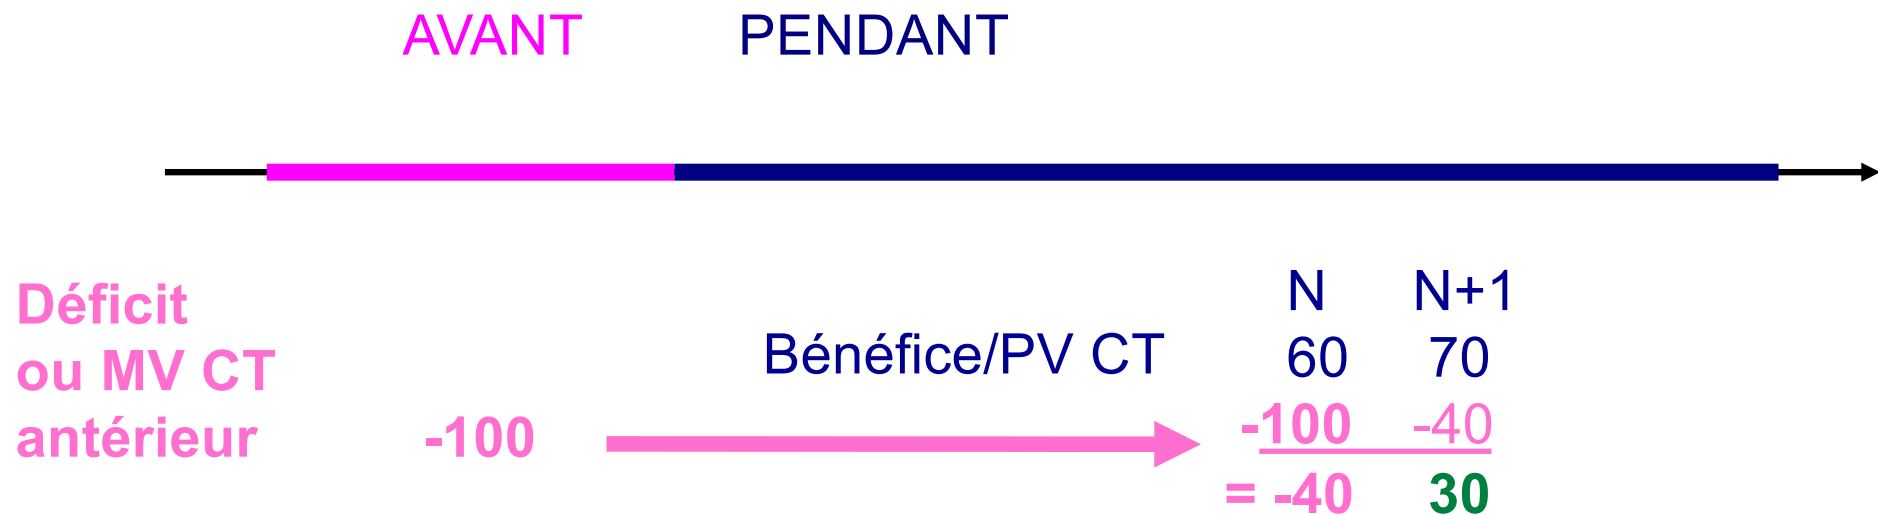 AVANT PENDANT
N N+1
Déficit
ou MV CT
antérieur
Bénéfice/PV CT 60 70
-100 -100 -40
= -40 30